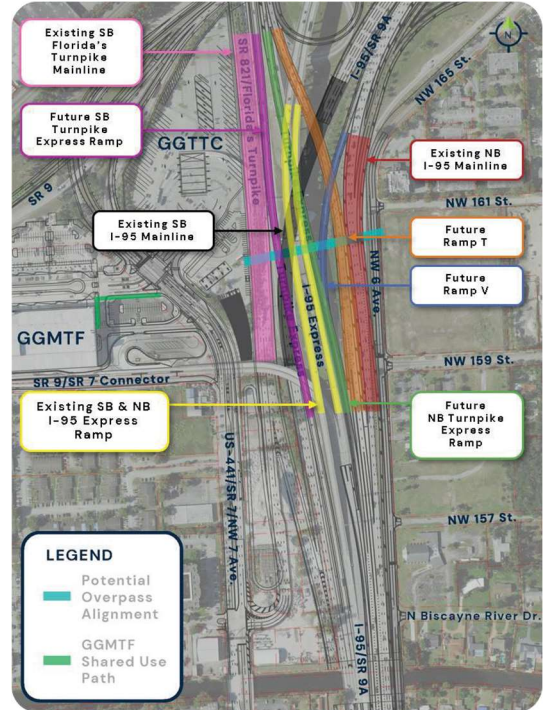 Existing SB
Florida's
Turnpike
Mainline
Future SB
Turnpike
Express Ramp
GGTTC
SR 821/Florida's Turnpike
I-95/SR 9A
N
NW 165 St.
SR 9
Existing NB
I-95 Mainline
NW 161 St.
Existing SB
I-95 Mainline
Future
Ramp T
Future
Ramp V
Turnpike Express
Turnpike Express
I-95 Express
NW 6 Ave.
GGMTF
SR 9/SR 7 Connector
NW 159 St.
Existing SB & NB
I-95 Express
Ramp
Future
NB Turnpike
Express
Ramp
US-441/SR 7/NW 7 Ave.
NW 157 St.
LEGEND
Potential
Overpass
Alignment
GGMTF
Shared Use
Path
N Biscayne River Dr.
I-95/SR 9A